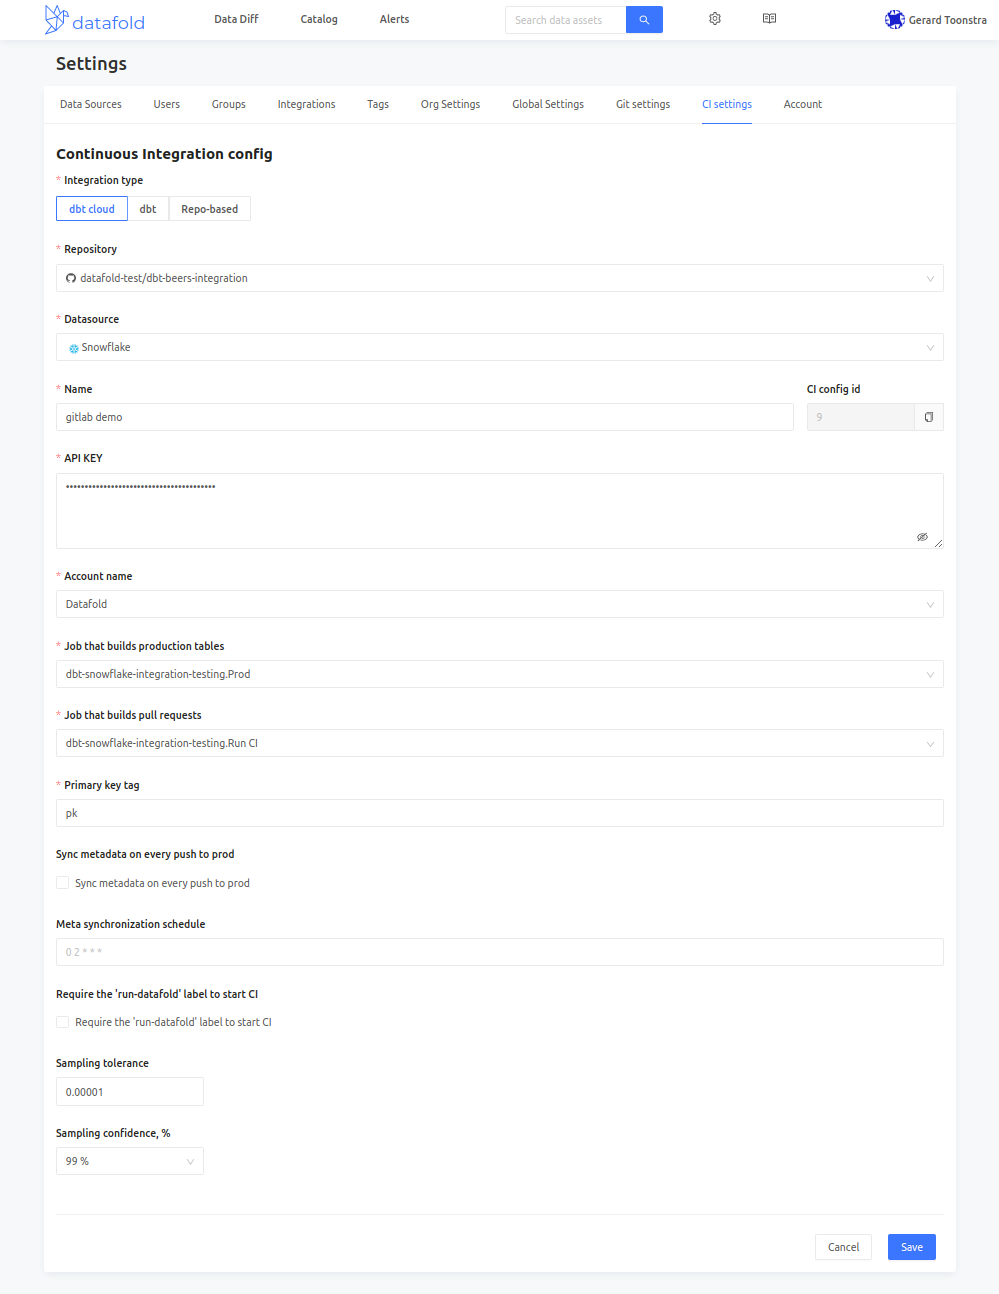 datafold
Data Diff
Catalog
Alerts
Search data assets
Gerard Toonstra
Settings
Data Sources
Users
Groups
Integrations
Tags
Org Settings
Global Settings
Git settings
CI settings
Account
Continuous Integration config
* Integration type
dbt cloud
dbt
Repo-based
* Repository
datafold-test/dbt-beers-integration
* Datasource
Snowflake
* Name
CI config id
gitlab demo
9
* API KEY
* Account name
Datafold
* Job that builds production tables
dbt-snowflake-integration-testing.Prod
* Job that builds pull requests
dbt-snowflake-integration-testing.Run CI
* Primary key tag
pk
Sync metadata on every push to prod
Sync metadata on every push to prod
Meta synchronization schedule
0 2 * * *
Require the 'run-datafold' label to start CI
Require the 'run-datafold' label to start CI
Sampling tolerance
0.00001
Sampling confidence, %
99 %
Cancel
Save